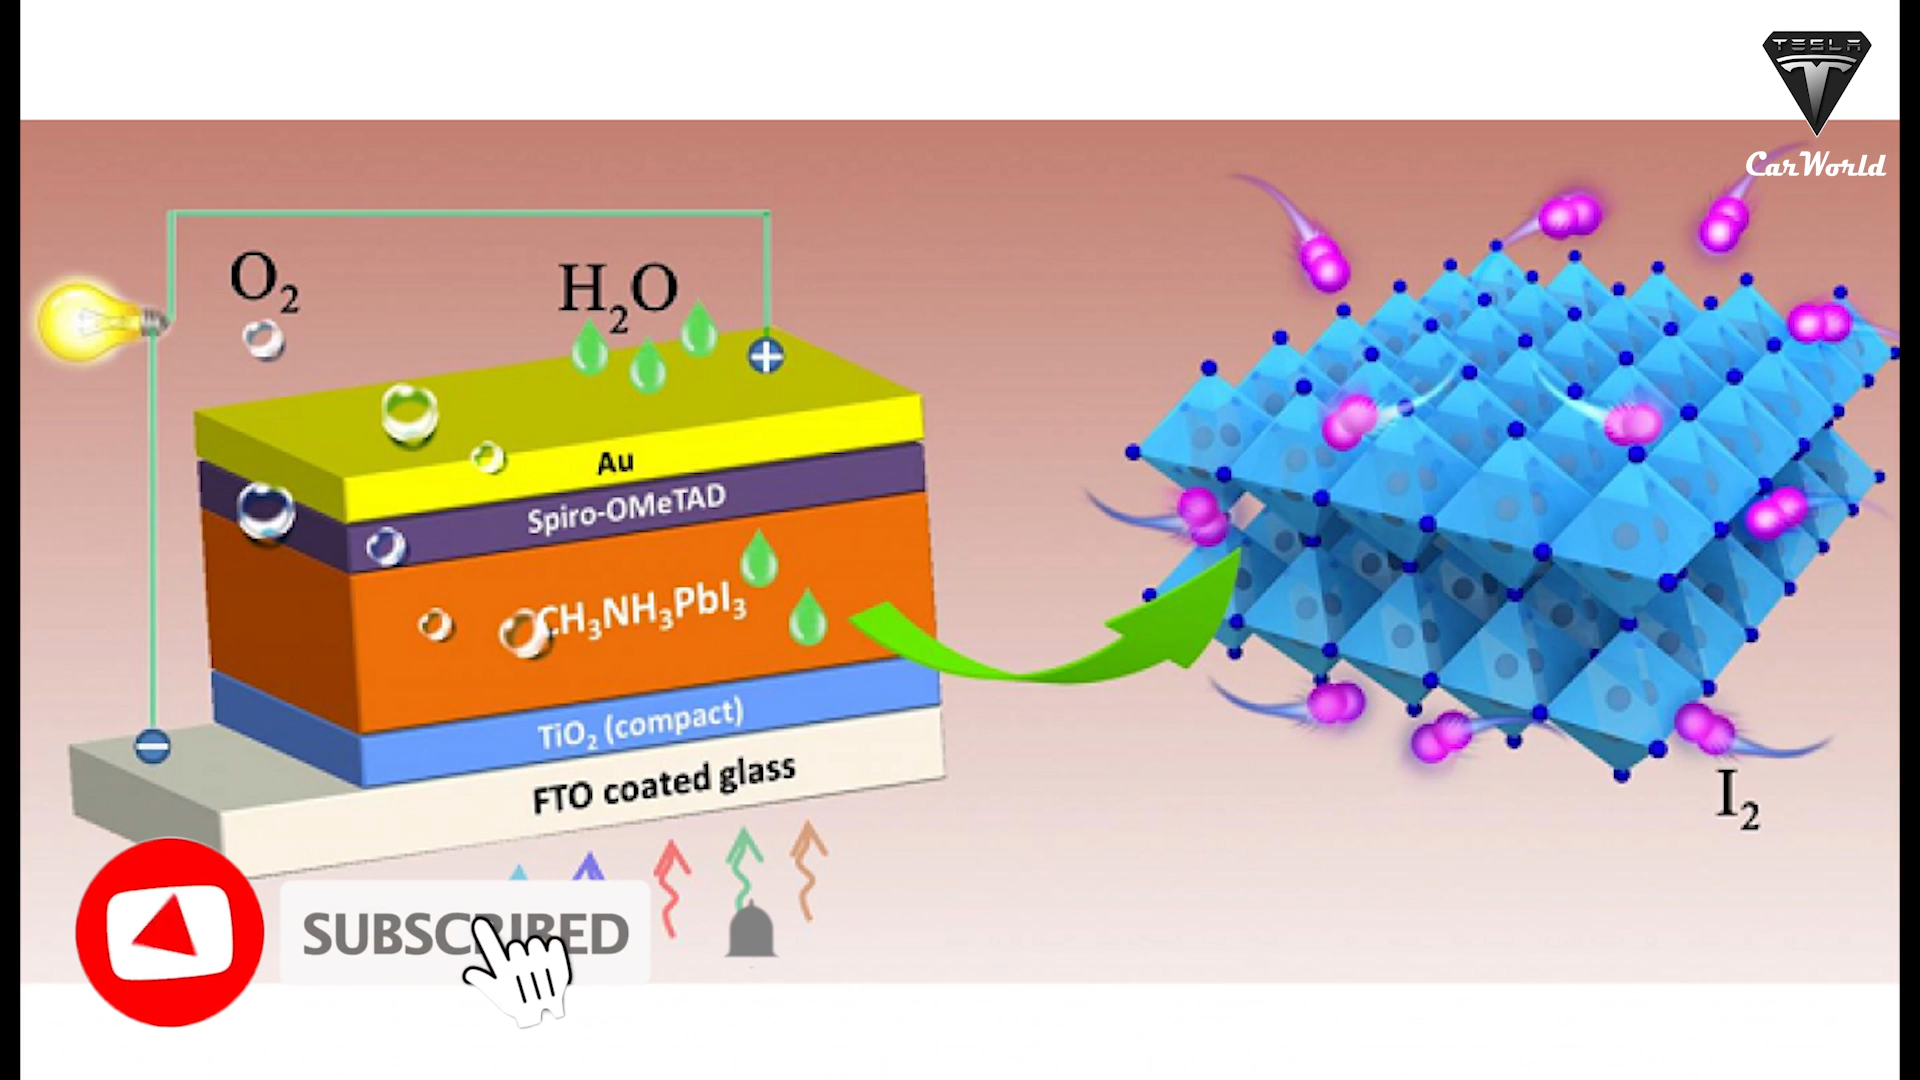 TESLA
CarWorld
O₂
H₂O
Au
Spiro-OMeTAD
CH₃NH₃PbI₃
TiO₂ (compact)
FTO coated glass
I₂
SUBSCRIBED